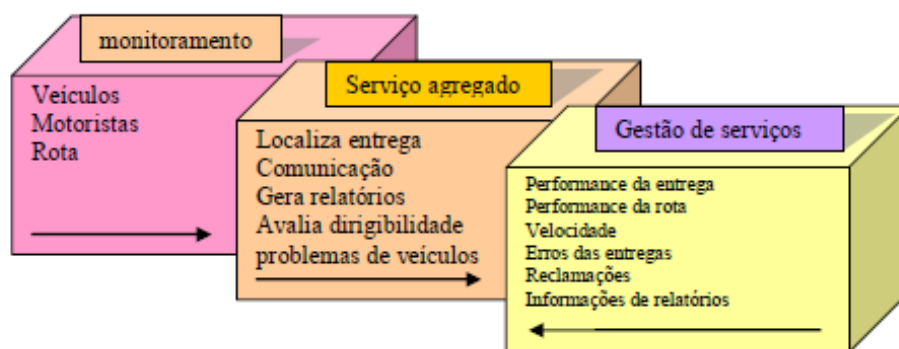 monitoramento
Veículos
Motoristas
Rota
Serviço agregado
Localiza entrega
Comunicação
Gera relatórios
Avalia dirigibilidade
problemas de veículos
Gestão de serviços
Performance da entrega
Performance da rota
Velocidade
Erros das entregas
Reclamações
Informações de relatórios